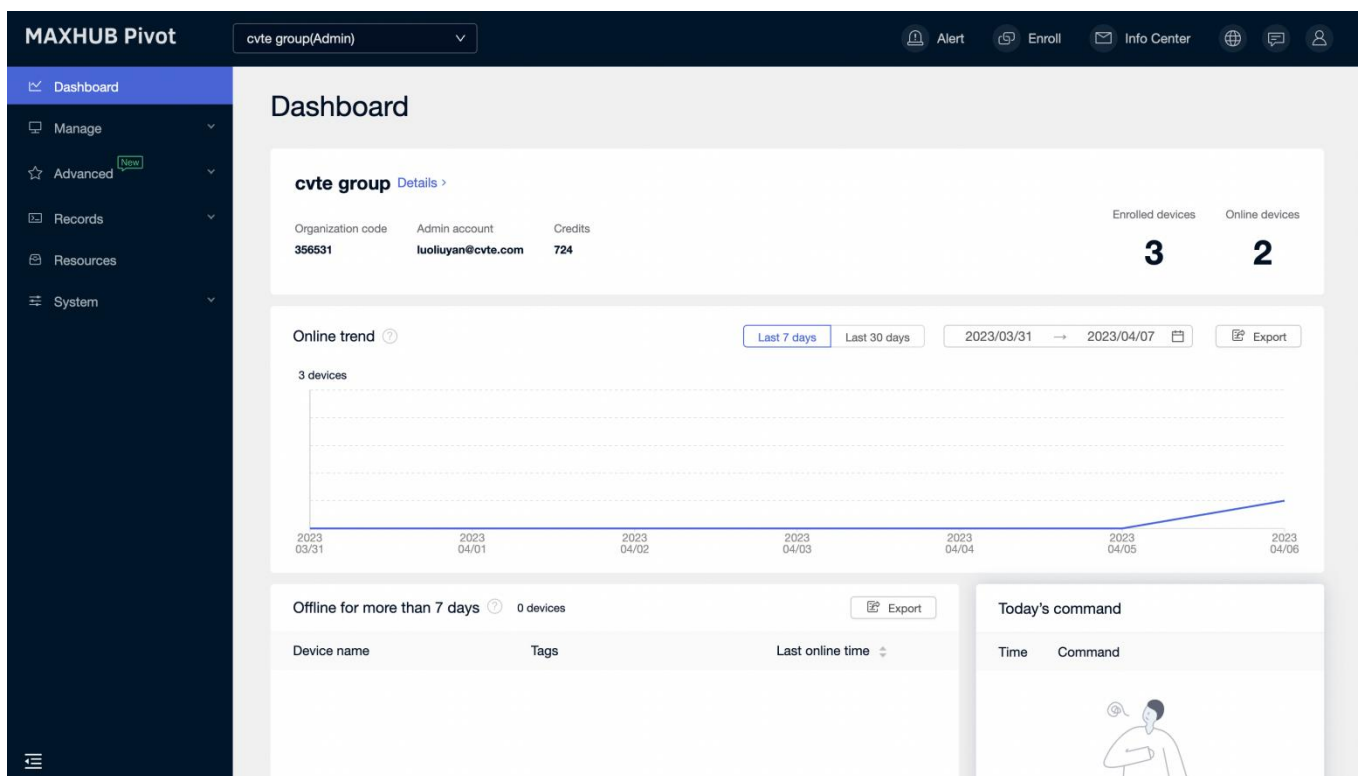 MAXHUB Pivot
cvte group(Admin)
Alert
Enroll
Info Center
Dashboard
Manage
Advanced
New
Records
Resources
System
Dashboard
cvte group Details >
Organization code Admin account Credits
356531 luoliuyan@cvte.com 724
Enrolled devices Online devices
3 2
Online trend ?
Last 7 days Last 30 days
2023/03/31 → 2023/04/07
Export
3 devices
2023 2023 2023 2023 2023 2023 2023
03/31 04/01 04/02 04/03 04/04 04/05 04/06
Offline for more than 7 days ? 0 devices
Export
Device name Tags Last online time
Today's command
Time Command